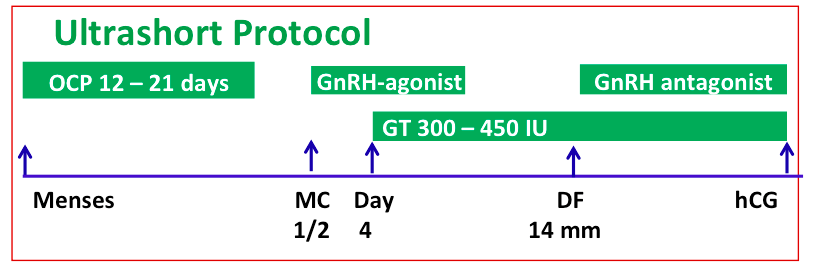 Ultrashort Protocol
OCP 12 – 21 days
GnRH-agonist
GnRH antagonist
GT 300 – 450 IU
Menses
MC
1/2
Day
4
DF
14 mm
hCG